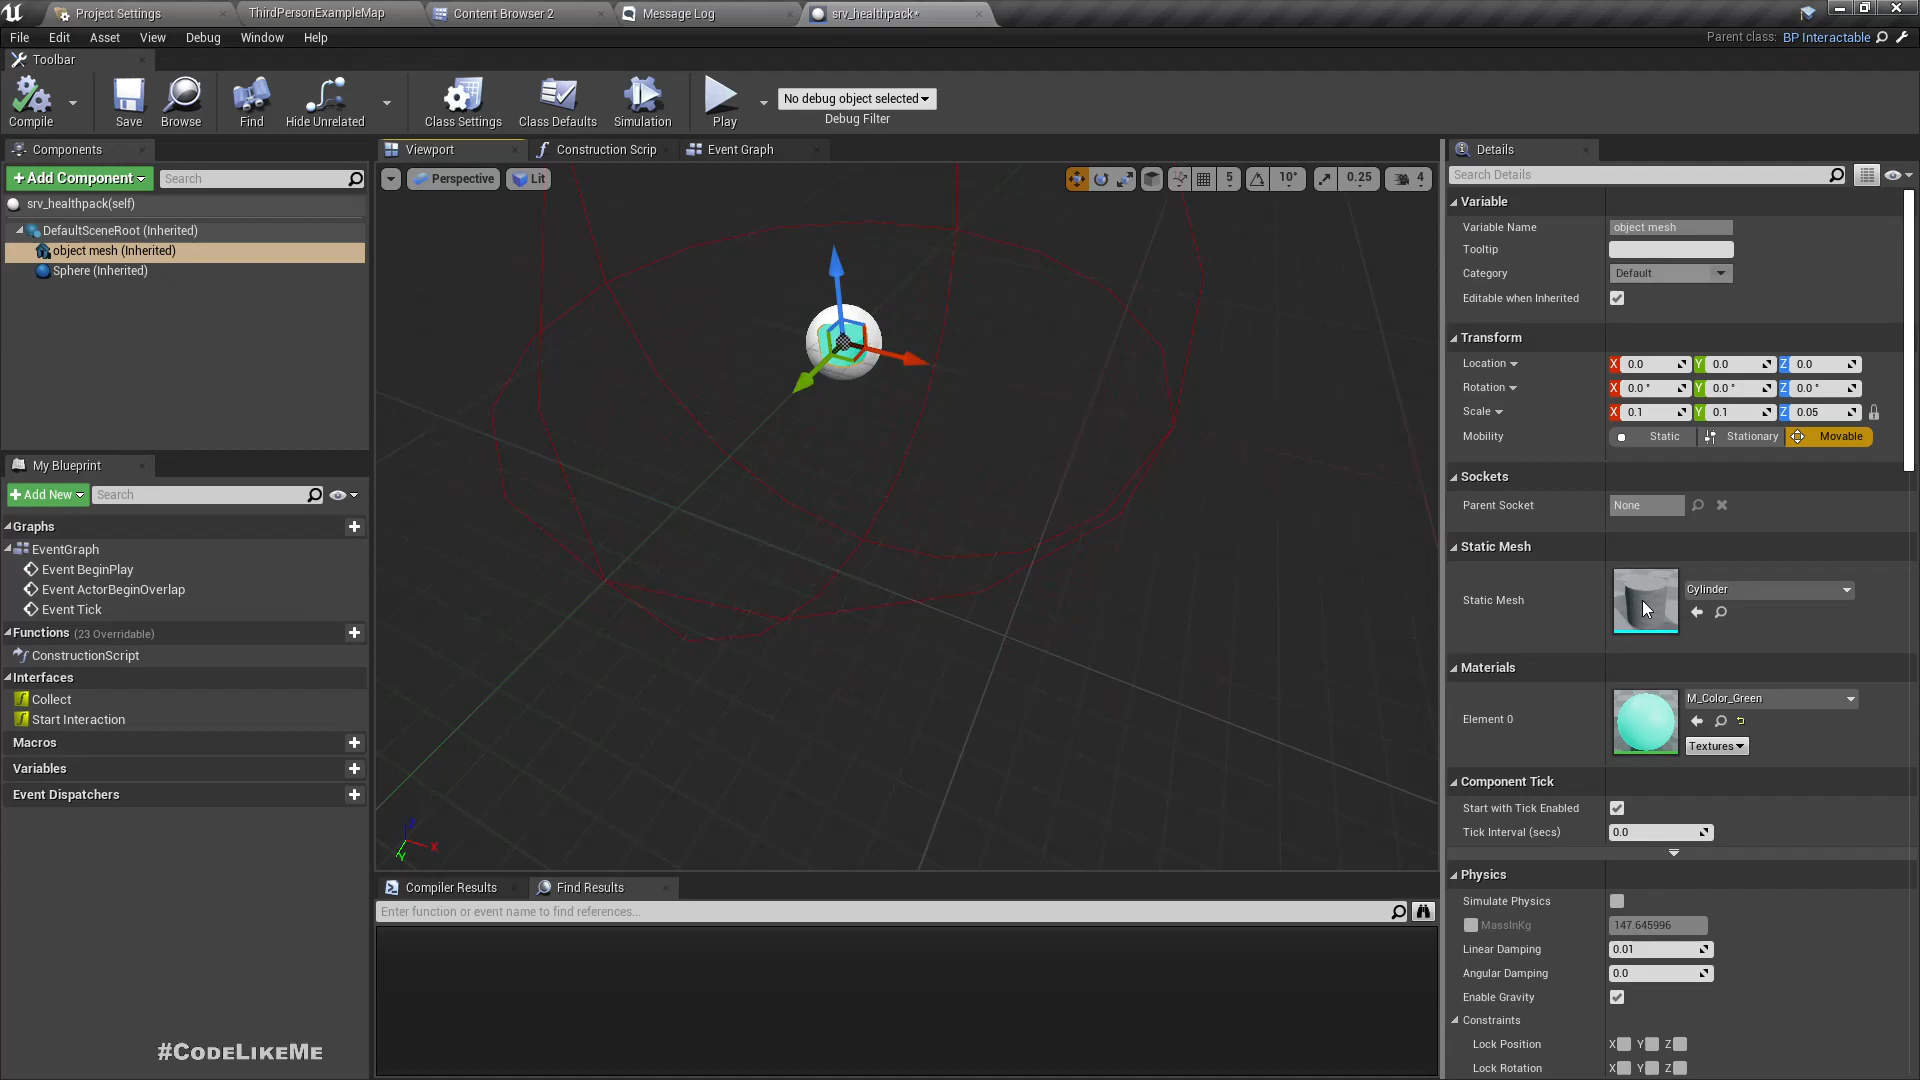 Project Settings
ThirdPersonExampleMap
Content Browser 2
Message Log
srv_healthpack*
File Edit Asset View Debug Window Help
Parent class: BP Interactable
Toolbar
Compile
Save
Browse
Find
Hide Unrelated
Class Settings
Class Defaults
Simulation
Play
No debug object selected
Debug Filter
Components
+ Add Component
Search
srv_healthpack(self)
DefaultSceneRoot (Inherited)
object mesh (Inherited)
Sphere (Inherited)
My Blueprint
+ Add New
Search
Graphs
EventGraph
Event BeginPlay
Event ActorBeginOverlap
Event Tick
Functions (23 Overridable)
ConstructionScript
Interfaces
Collect
Start Interaction
Macros
Variables
Event Dispatchers
#CodeLikeMe
Viewport
Construction Scrip
Event Graph
Perspective
Lit
5
10°
0.25
4
Z
X
Y
Compiler Results
Find Results
Enter function or event name to find references...
Details
Search Details
Variable
Variable Name object mesh
Tooltip
Category Default
Editable when Inherited
Transform
Location X 0.0 Y 0.0 Z 0.0
Rotation X 0.0 ° Y 0.0 ° Z 0.0 °
Scale X 0.1 Y 0.1 Z 0.05
Mobility Static Stationary Movable
Sockets
Parent Socket None
Static Mesh
Static Mesh Cylinder
Materials
Element 0 M_Color_Green
Textures
Component Tick
Start with Tick Enabled
Tick Interval (secs) 0.0
Physics
Simulate Physics
MassInKg 147.645996
Linear Damping 0.01
Angular Damping 0.0
Enable Gravity
Constraints
Lock Position X Y Z
Lock Rotation X Y Z